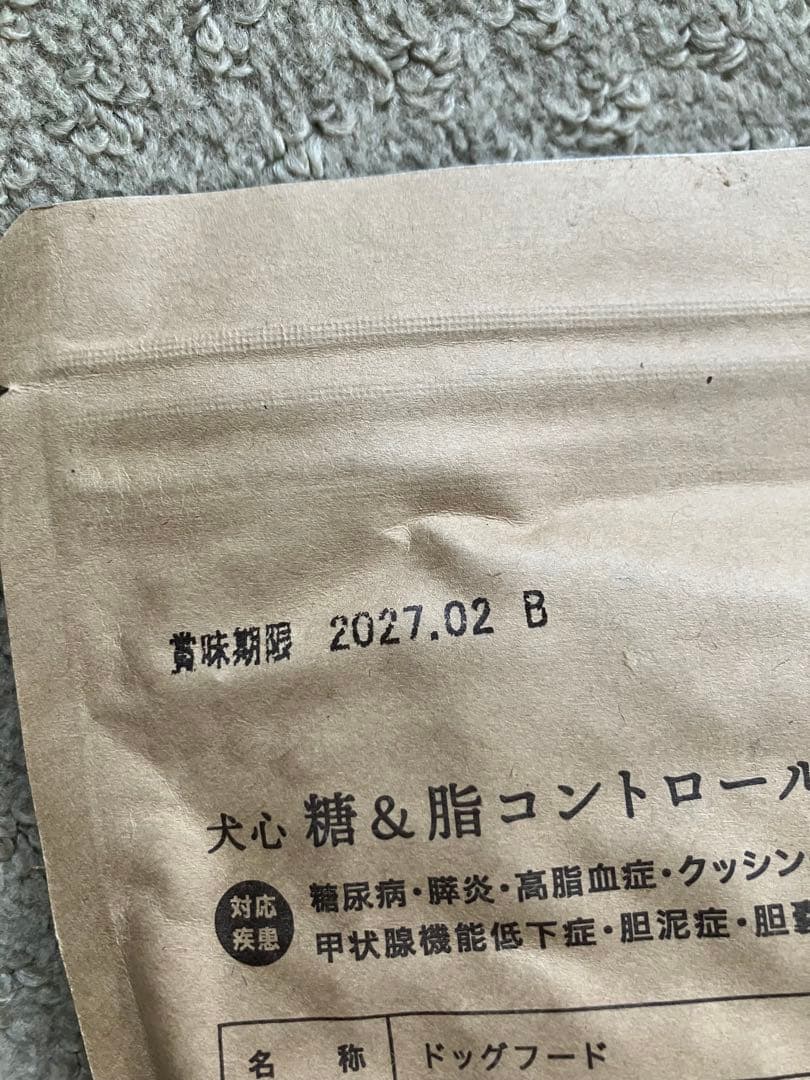 賞味期限 2027.02 B
犬心 糖&脂コントロール
対応疾患
糖尿病・膵炎・高脂血症・クッシン
甲状腺機能低下症・胆泥症・胆嚢
名 称 ドッグフード